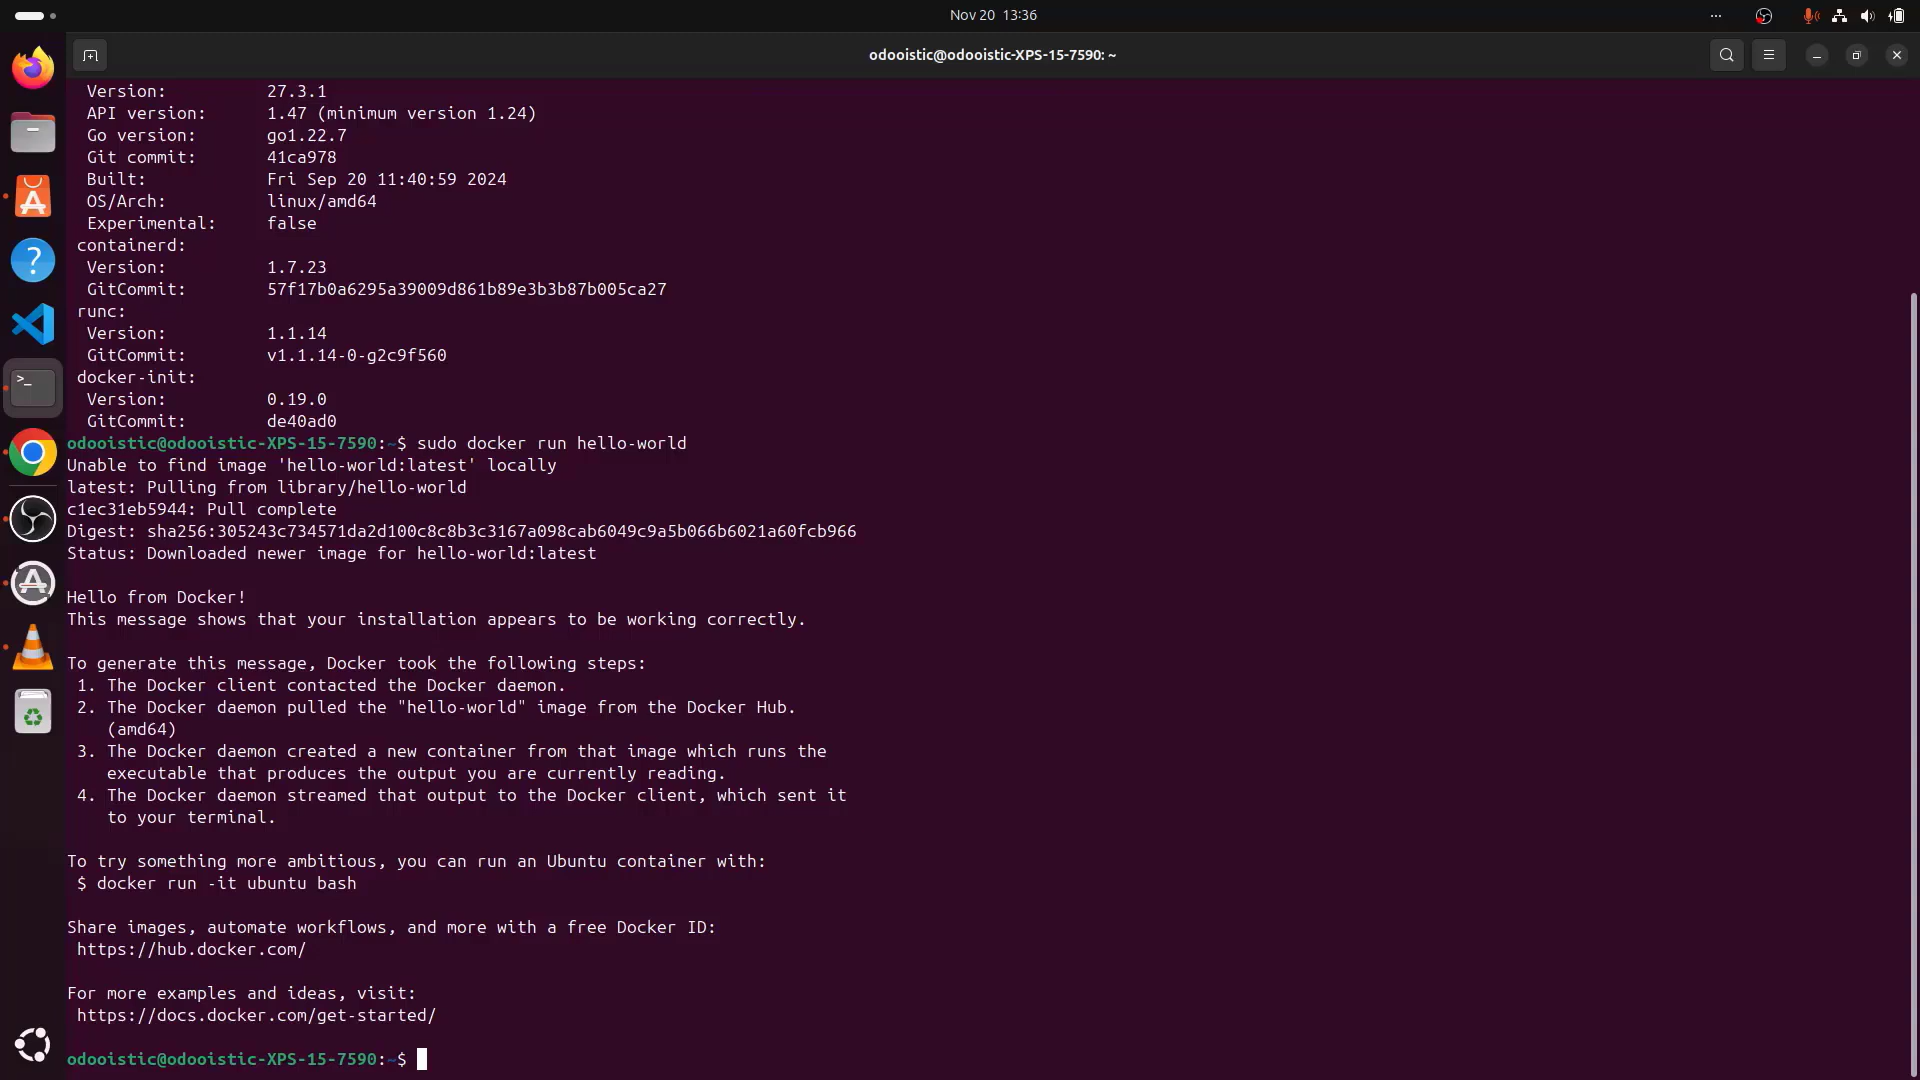 Nov 20 13:36
odooistic@odooistic-XPS-15-7590: ~
Version: 27.3.1
API version: 1.47 (minimum version 1.24)
Go version: go1.22.7
Git commit: 41ca978
Built: Fri Sep 20 11:40:59 2024
OS/Arch: linux/amd64
Experimental: false
containerd:
Version: 1.7.23
GitCommit: 57f17b0a6295a39009d861b89e3b3b87b005ca27
runc:
Version: 1.1.14
GitCommit: v1.1.14-0-g2c9f560
docker-init:
Version: 0.19.0
GitCommit: de40ad0
odooistic@odooistic-XPS-15-7590:~$ sudo docker run hello-world
Unable to find image 'hello-world:latest' locally
latest: Pulling from library/hello-world
c1ec31eb5944: Pull complete
Digest: sha256:305243c734571da2d100c8c8b3c3167a098cab6049c9a5b066b6021a60fcb966
Status: Downloaded newer image for hello-world:latest
Hello from Docker!
This message shows that your installation appears to be working correctly.
To generate this message, Docker took the following steps:
1. The Docker client contacted the Docker daemon.
2. The Docker daemon pulled the "hello-world" image from the Docker Hub.
(amd64)
3. The Docker daemon created a new container from that image which runs the
executable that produces the output you are currently reading.
4. The Docker daemon streamed that output to the Docker client, which sent it
to your terminal.
To try something more ambitious, you can run an Ubuntu container with:
$ docker run -it ubuntu bash
Share images, automate workflows, and more with a free Docker ID:
https://hub.docker.com/
For more examples and ideas, visit:
https://docs.docker.com/get-started/
odooistic@odooistic-XPS-15-7590:~$